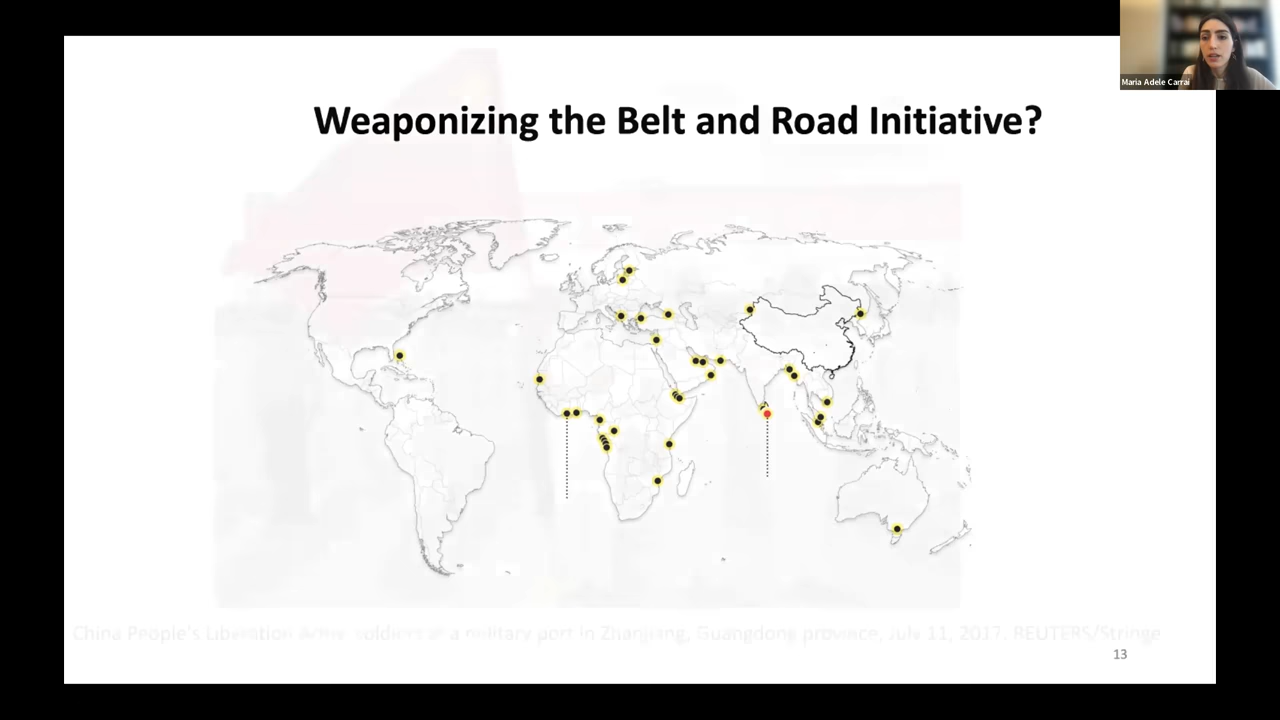 Maria Adele Carrai
Weaponizing the Belt and Road Initiative?
China People's Liberation Army soldiers at a military port in Zhanjiang, Guangdong province, July 11, 2017. REUTERS/Stringe
13